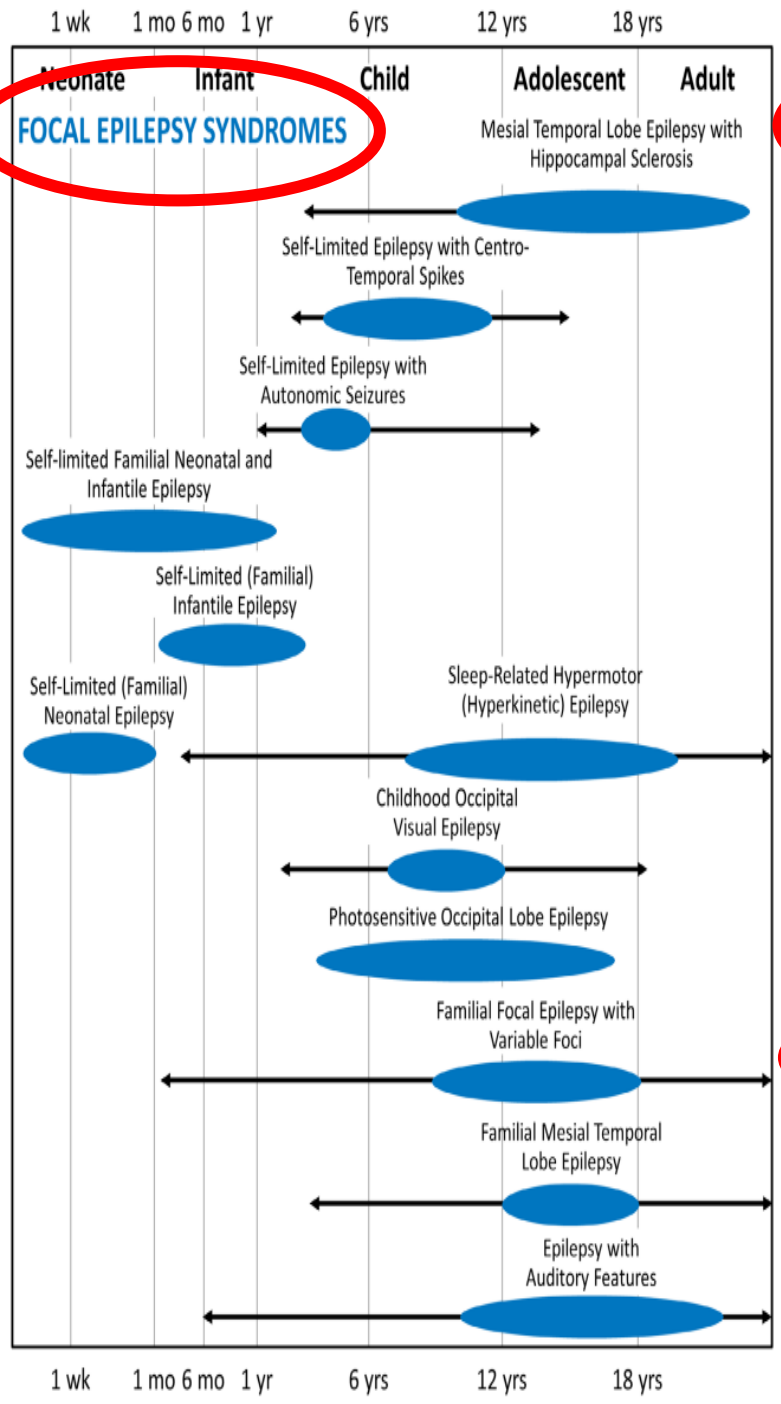 1 wk 1 mo 6 mo 1 yr 6 yrs 12 yrs 18 yrs
Neonate Infant Child Adolescent Adult
FOCAL EPILEPSY SYNDROMES
Mesial Temporal Lobe Epilepsy with
Hippocampal Sclerosis
Self-Limited Epilepsy with Centro-
Temporal Spikes
Self-Limited Epilepsy with
Autonomic Seizures
Self-limited Familial Neonatal and
Infantile Epilepsy
Self-Limited (Familial)
Infantile Epilepsy
Self-Limited (Familial)
Neonatal Epilepsy
Sleep-Related Hypermotor
(Hyperkinetic) Epilepsy
Childhood Occipital
Visual Epilepsy
Photosensitive Occipital Lobe Epilepsy
Familial Focal Epilepsy with
Variable Foci
Familial Mesial Temporal
Lobe Epilepsy
Epilepsy with
Auditory Features
1 wk 1 mo 6 mo 1 yr 6 yrs 12 yrs 18 yrs